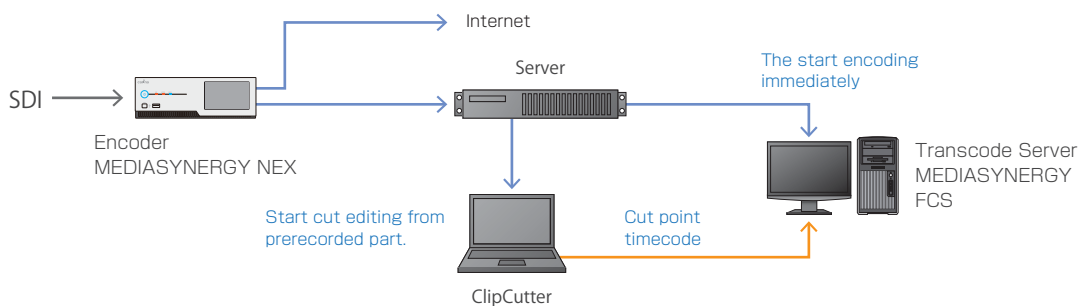 Internet
The start encoding
immediately
Server
SDI
Encoder
MEDIASYNERGY NEX
Transcode Server
MEDIASYNERGY
FCS
Start cut editing from
prerecorded part.
Cut point
timecode
ClipCutter